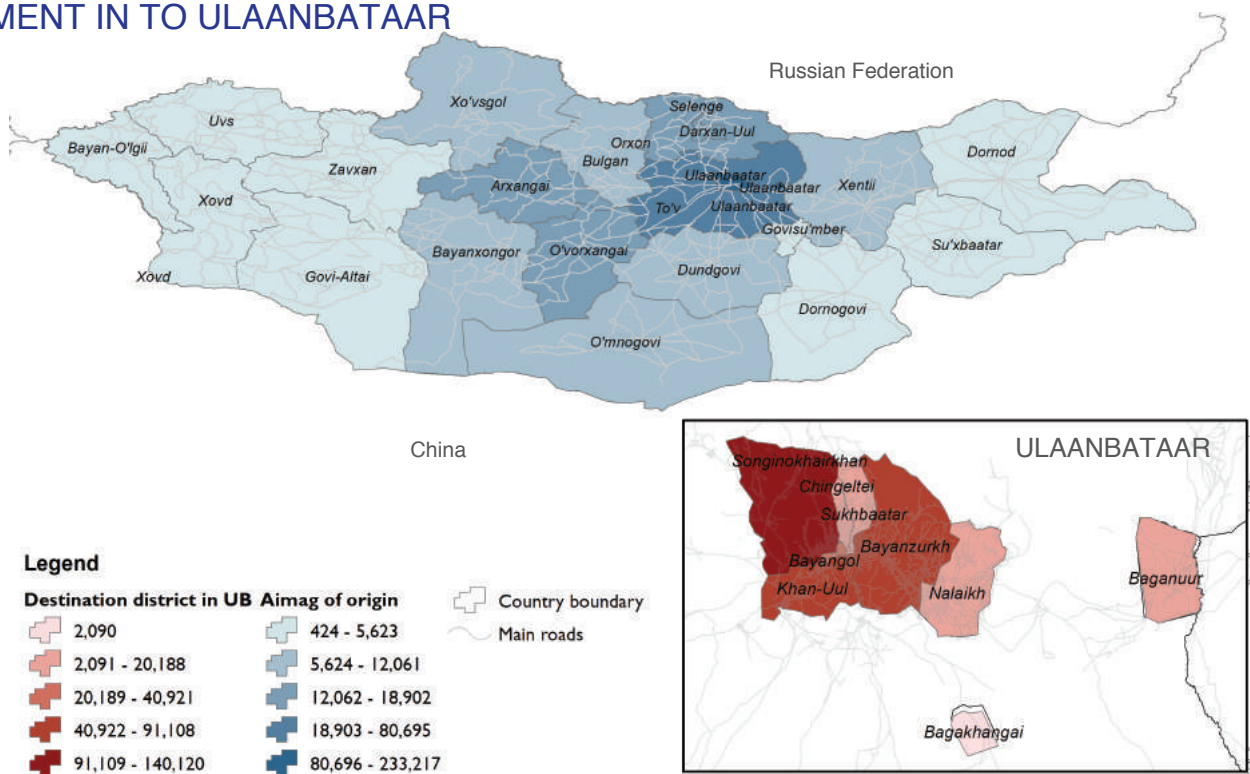 MENT IN TO ULAANBATAAR
Russian Federation
Xo'vsgol
Selenge
Uvs
Darxan-Uul
Bayan-O'lgii
Orxon
Dornod
Bulgan
Zavxan
Ulaanbaatar
Arxangai
Ulaanbaatar
Xentii
Xovd
To'v
Ulaanbaatar
Govisu'mber
Su'xbaatar
Bayanxongor
O'vorxangai
Dundgovi
Xovd
Govi-Altai
Dornogovi
O'mnogovi
China
ULAANBATAAR
Songinokhairkhan
Chingeltei
Sukhbaatar
Bayanzurkh
Bayangol
Khan-Uul
Nalaikh
Baganuur
Bagakhangai
Legend
Destination district in UB
2,090
2,091 - 20,188
20,189 - 40,921
40,922 - 91,108
91,109 - 140,120
Aimag of origin
424 - 5,623
5,624 - 12,061
12,062 - 18,902
18,903 - 80,695
80,696 - 233,217
Country boundary
Main roads